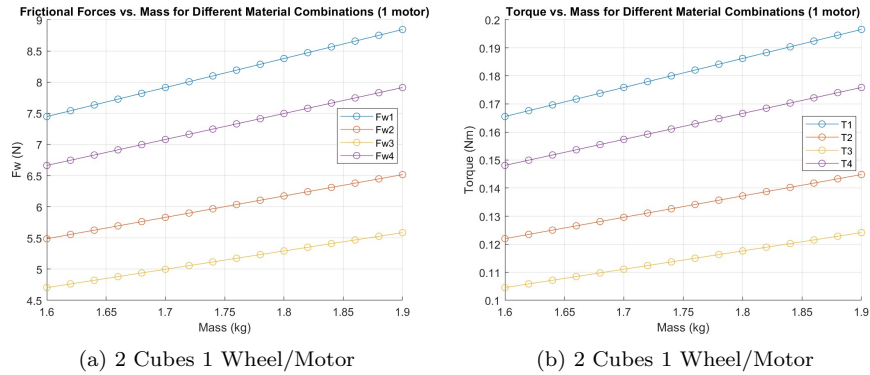 Frictional Forces vs. Mass for Different Material Combinations (1 motor)
9
8.5
8
7.5
7
6.5
6
5.5
5
4.5
Fw (N)
Fw1
Fw2
Fw3
Fw4
1.6
1.65
1.7
1.75
1.8
1.85
1.9
Mass (kg)
(a) 2 Cubes 1 Wheel/Motor
Torque vs. Mass for Different Material Combinations (1 motor)
0.2
0.19
0.18
0.17
0.16
0.15
0.14
0.13
0.12
0.11
0.1
Torque (Nm)
T1
T2
T3
T4
1.6
1.65
1.7
1.75
1.8
1.85
1.9
Mass (kg)
(b) 2 Cubes 1 Wheel/Motor